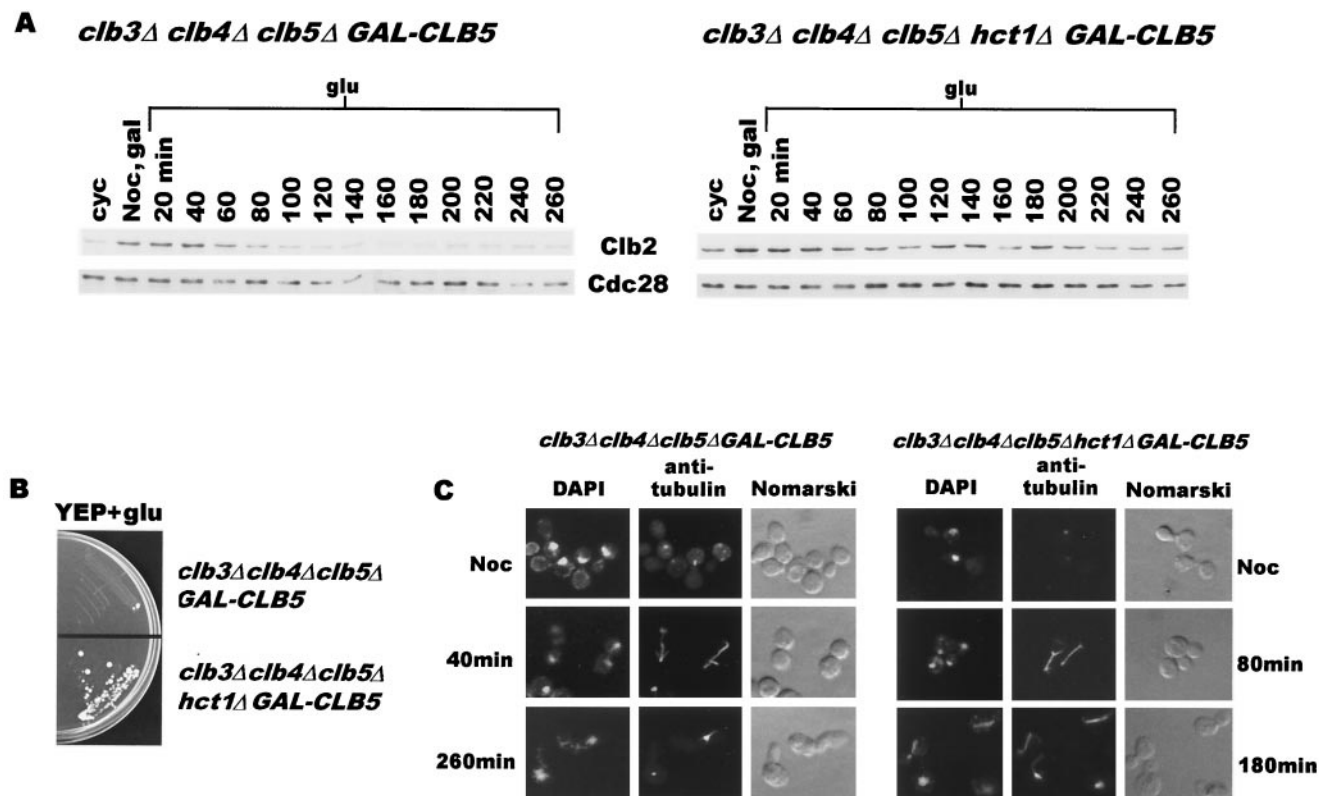 A
clb3Δ clb4Δ clb5Δ GAL-CLB5
clb3Δ clb4Δ clb5Δ hct1Δ GAL-CLB5
glu
glu
cyc
Noc, gal
20 min
40
60
80
100
120
140
160
180
200
220
240
260
cyc
Noc, gal
20 min
40
60
80
100
120
140
160
180
200
220
240
260
Clb2
Cdc28
B
YEP+glu
clb3Δclb4Δclb5Δ
GAL-CLB5
clb3Δclb4Δclb5Δ
hct1Δ GAL-CLB5
C
clb3Δclb4Δclb5ΔGAL-CLB5
clb3Δclb4Δclb5Δhct1ΔGAL-CLB5
DAPI
anti-
tubulin
Nomarski
DAPI
anti-
tubulin
Nomarski
Noc
Noc
40min
80min
260min
180min